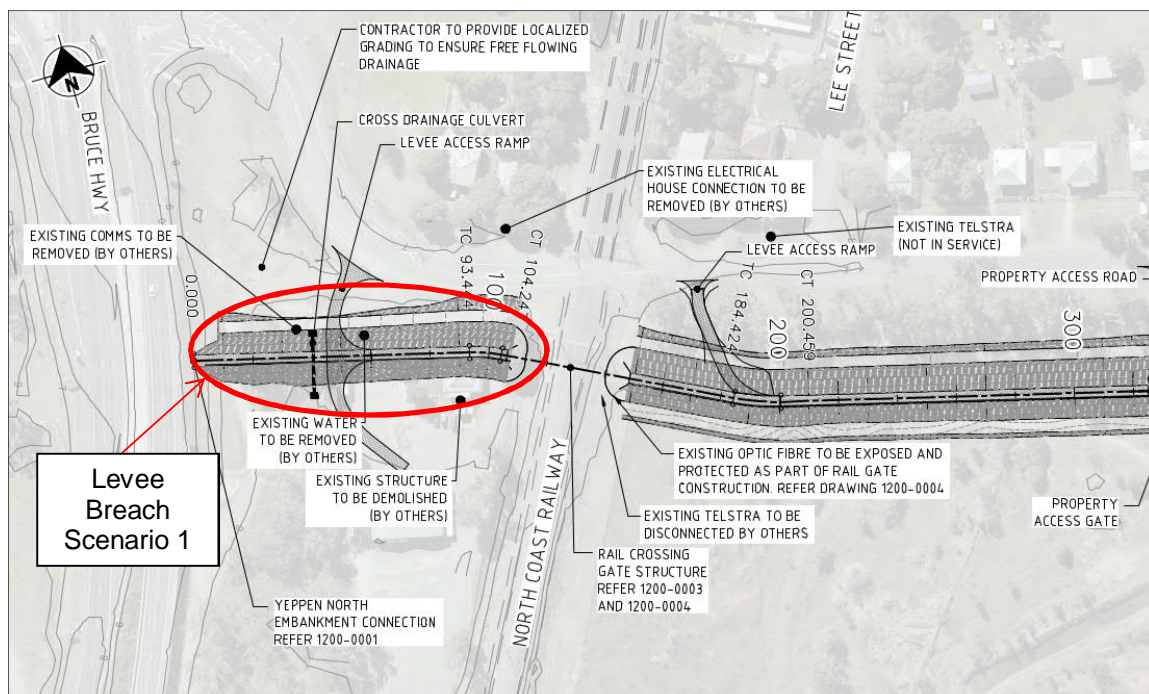 CONTRACTOR TO PROVIDE LOCALIZED
GRADING TO ENSURE FREE FLOWING
DRAINAGE
LEE STREET
N
BRUCE HWY
CROSS DRAINAGE CULVERT
LEVEE ACCESS RAMP
EXISTING ELECTRICAL
HOUSE CONNECTION TO BE
REMOVED (BY OTHERS)
EXISTING COMMS TO BE
REMOVED (BY OTHERS)
EXISTING TELSTRA
(NOT IN SERVICE)
LEVEE ACCESS RAMP
PROPERTY ACCESS ROAD
0.000
TC 93.444
100
CT 104.247
TC 184.424
200
CT 200.459
300
EXISTING WATER
TO BE REMOVED
(BY OTHERS)
EXISTING STRUCTURE
TO BE DEMOLISHED
(BY OTHERS)
Levee
Breach
Scenario 1
NORTH COAST RAILWAY
EXISTING OPTIC FIBRE TO BE EXPOSED AND
PROTECTED AS PART OF RAIL GATE
CONSTRUCTION. REFER DRAWING 1200-0004
PROPERTY
ACCESS GATE
EXISTING TELSTRA TO BE
DISCONNECTED BY OTHERS
RAIL CROSSING
GATE STRUCTURE
REFER 1200-0003
AND 1200-0004
YEPPEN NORTH
EMBANKMENT CONNECTION
REFER 1200-0001